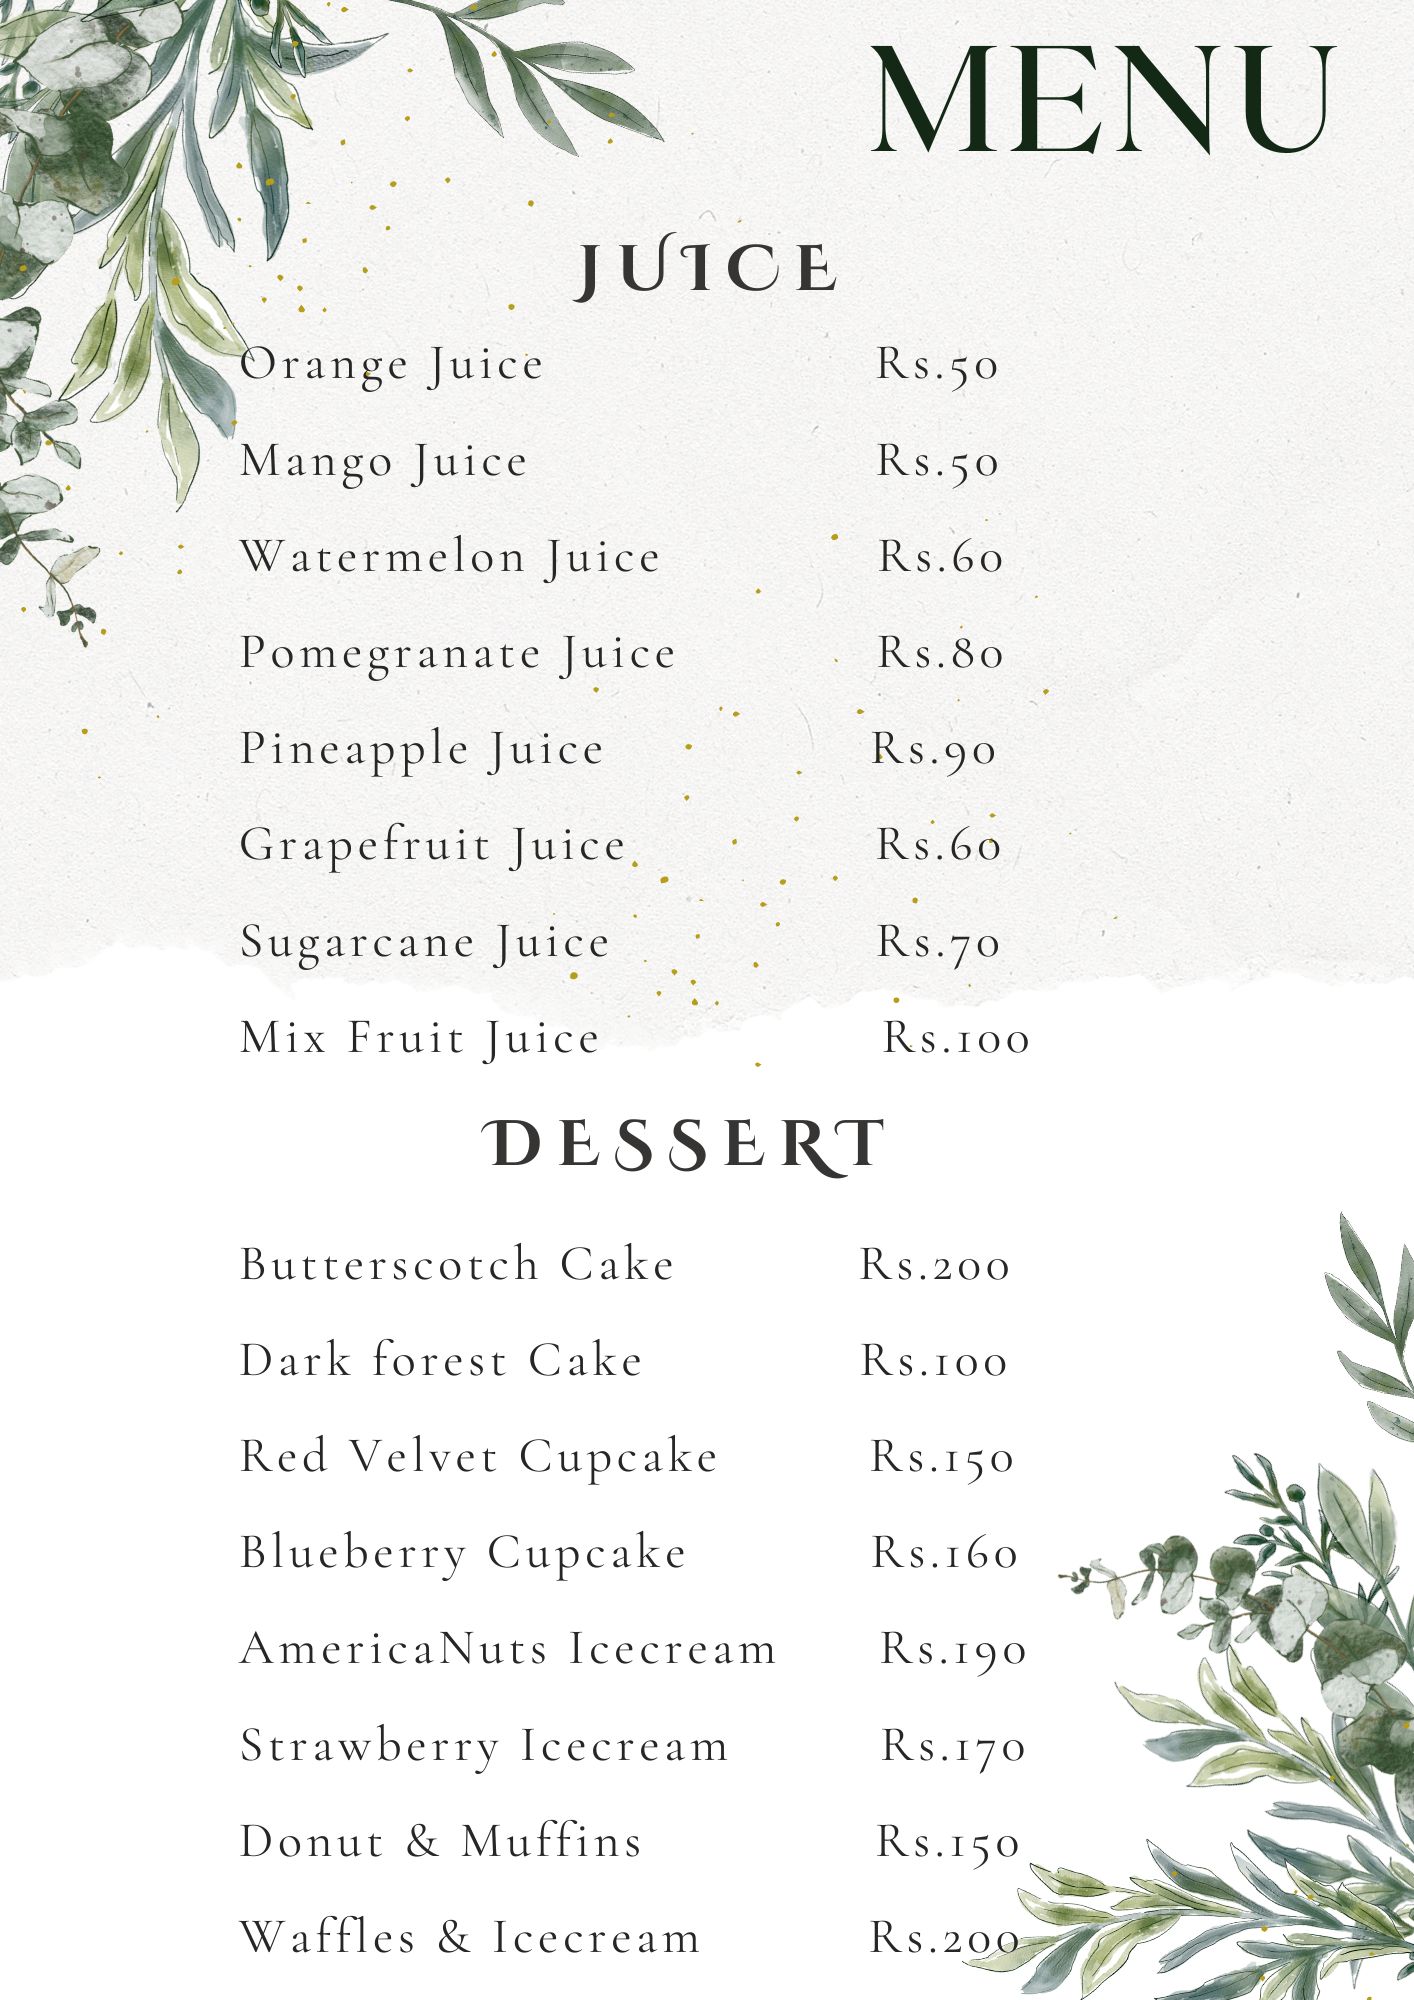 MENU
JUICE
Orange Juice Rs.50
Mango Juice Rs.50
Watermelon Juice Rs.60
Pomegranate Juice Rs.80
Pineapple Juice Rs.90
Grapefruit Juice Rs.60
Sugarcane Juice Rs.70
Mix Fruit Juice Rs.100
DESSERT
Butterscotch Cake Rs.200
Dark forest Cake Rs.100
Red Velvet Cupcake Rs.150
Blueberry Cupcake Rs.160
AmericaNuts Icecream Rs.190
Strawberry Icecream Rs.170
Donut & Muffins Rs.150
Waffles & Icecream Rs.200